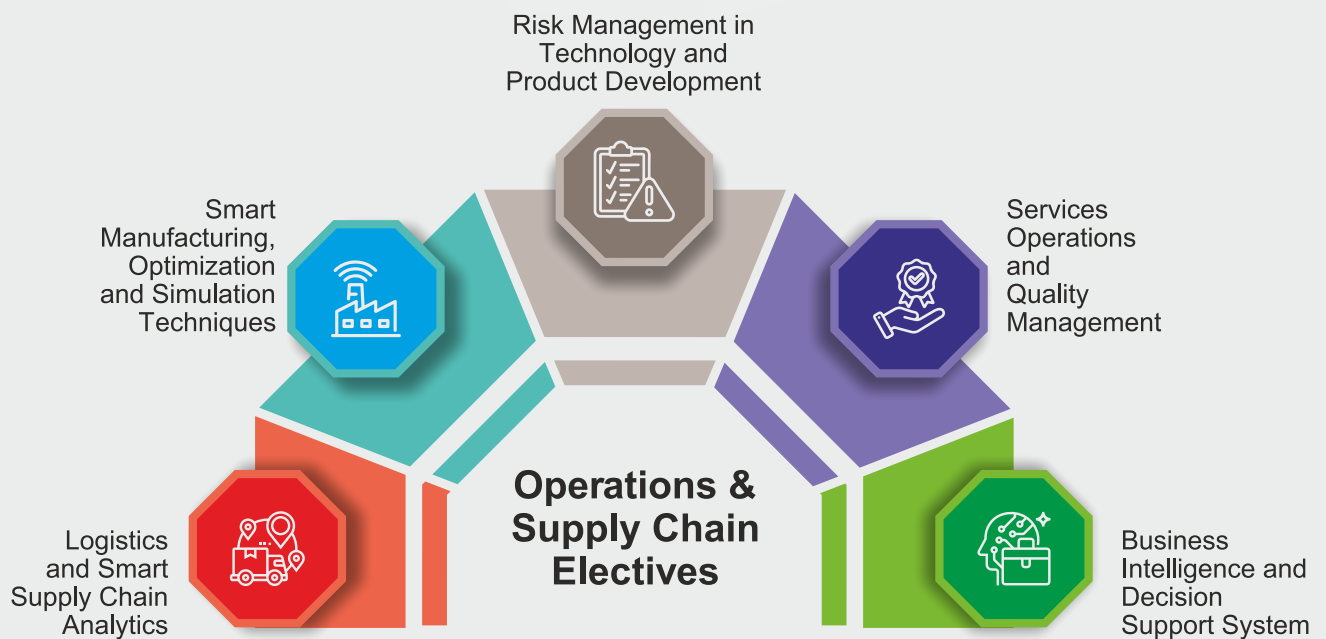 Risk Management in
Technology and
Product Development
Smart
Manufacturing,
Optimization
and Simulation
Techniques
Services
Operations
and
Quality
Management
Operations &
Supply Chain
Electives
Logistics
and Smart
Supply Chain
Analytics
Business
Intelligence and
Decision
Support System